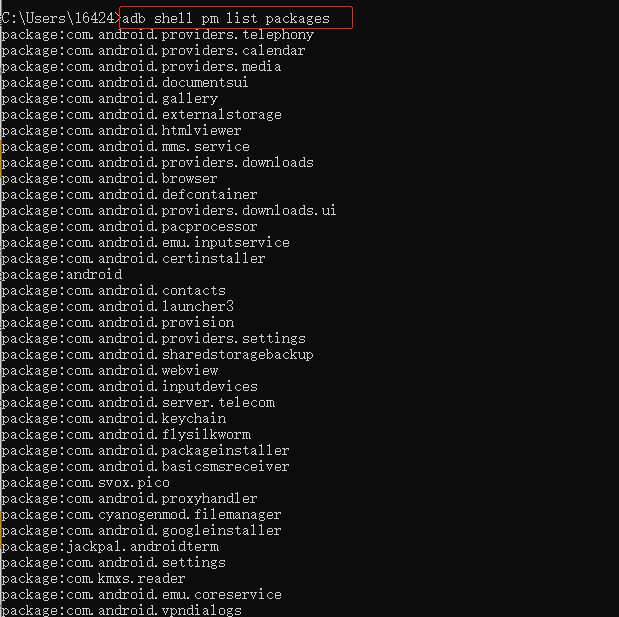 C:\Users\16424>adb shell pm list packages
package:com.android.providers.telephony
package:com.android.providers.calendar
package:com.android.providers.media
package:com.android.documentsui
package:com.android.gallery
package:com.android.externalstorage
package:com.android.htmlviewer
package:com.android.mms.service
package:com.android.providers.downloads
package:com.android.browser
package:com.android.defcontainer
package:com.android.providers.downloads.ui
package:com.android.pacprocessor
package:com.android.emu.inputservice
package:com.android.certinstaller
package:android
package:com.android.contacts
package:com.android.launcher3
package:com.android.provision
package:com.android.providers.settings
package:com.android.sharedstoragebackup
package:com.android.webview
package:com.android.inputdevices
package:com.android.server.telecom
package:com.android.keychain
package:com.android.flysilkworm
package:com.android.packageinstaller
package:com.android.basicsmsreceiver
package:com.svox.pico
package:com.android.proxyhandler
package:com.cyanogenmod.filemanager
package:com.android.googleinstaller
package:jackpal.androidterm
package:com.android.settings
package:com.kmxs.reader
package:com.android.emu.coreservice
package:com.android.vpndialogs